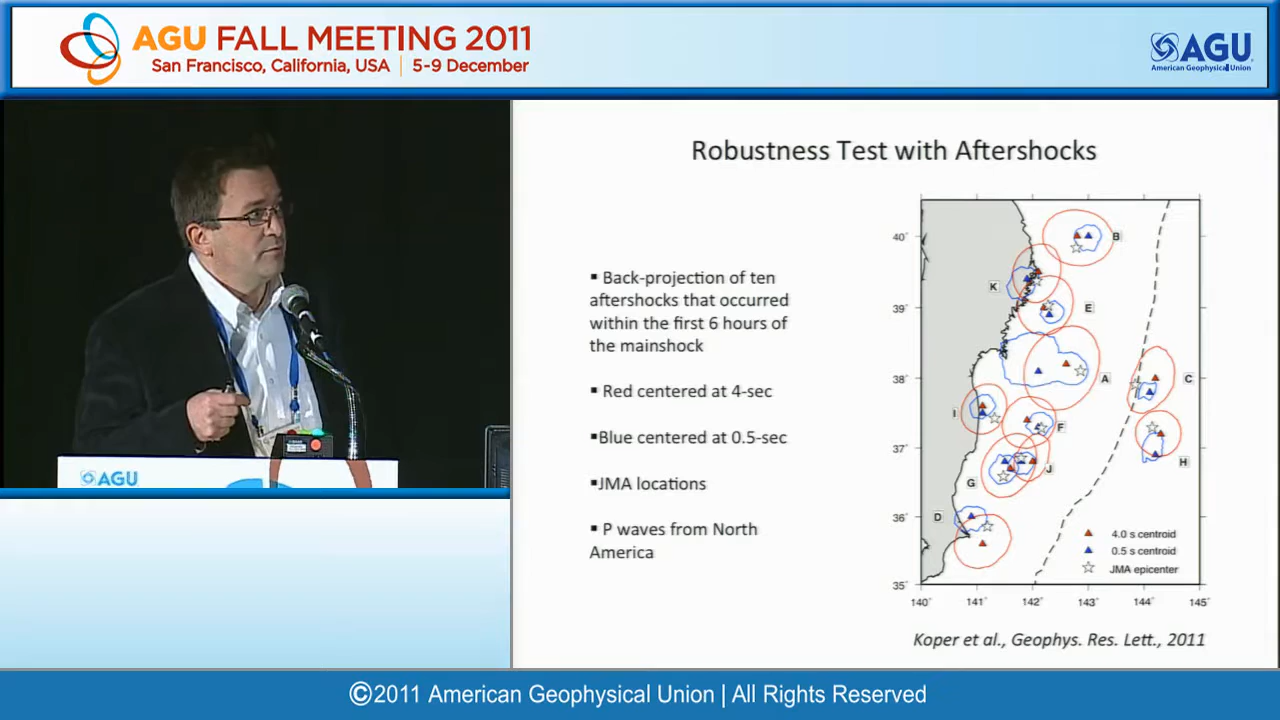 AGU FALL MEETING 2011
San Francisco, California, USA | 5-9 December
AGU
American Geophysical Union
AGU
Robustness Test with Aftershocks
▪ Back-projection of ten
aftershocks that occurred
within the first 6 hours of
the mainshock
▪ Red centered at 4-sec
▪Blue centered at 0.5-sec
▪JMA locations
▪ P waves from North
America
40˚
39˚
38˚
37˚
36˚
35˚
B
K
E
A
C
I
F
H
G
J
D
4.0 s centroid
0.5 s centroid
JMA epicenter
140˚ 141˚ 142˚ 143˚ 144˚ 145˚
Koper et al., Geophys. Res. Lett., 2011
©2011 American Geophysical Union | All Rights Reserved